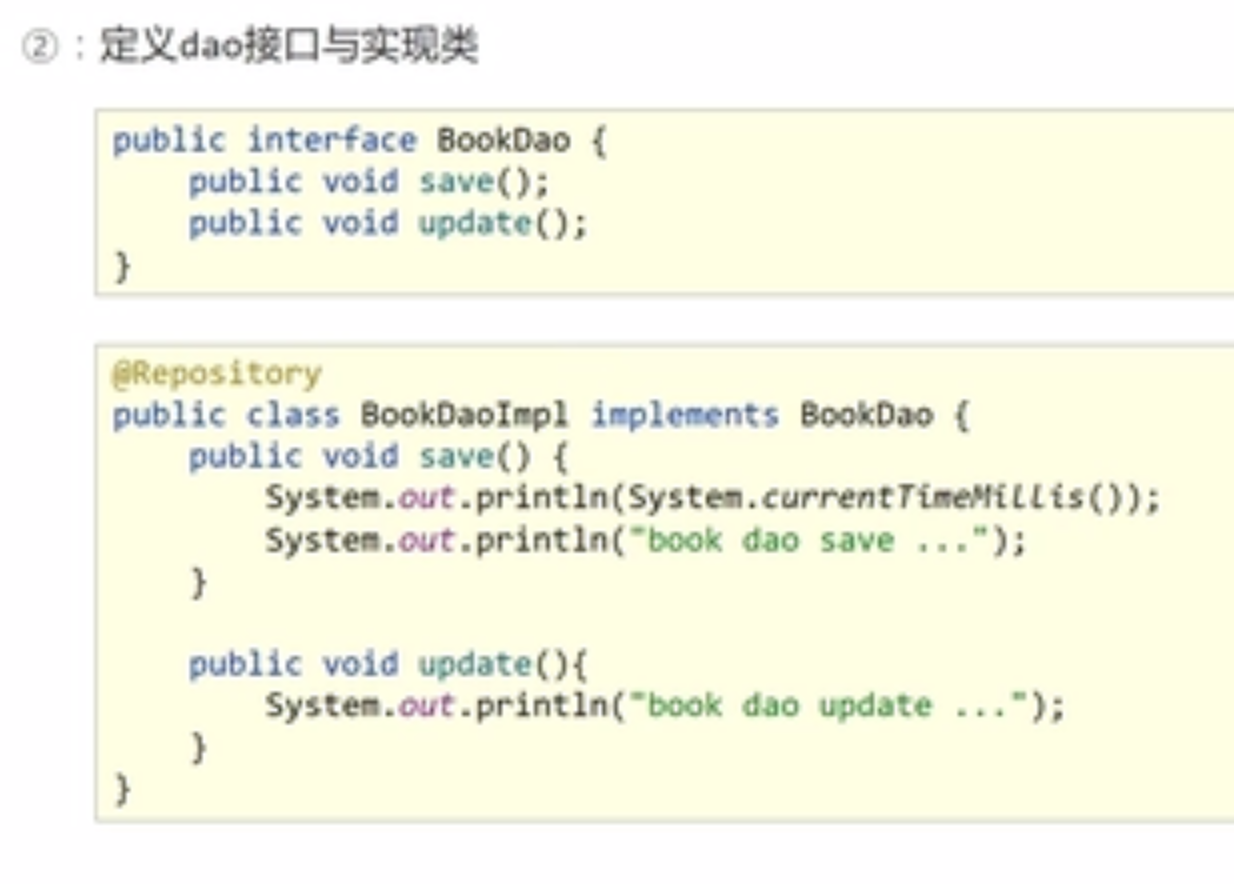 ②：定义dao接口与实现类
public interface BookDao {
    public void save();
    public void update();
}
@Repository
public class BookDaoImpl implements BookDao {
    public void save() {
        System.out.println(System.currentTimeMillis());
        System.out.println("book dao save ...");
    }
    public void update(){
        System.out.println("book dao update ...");
    }
}